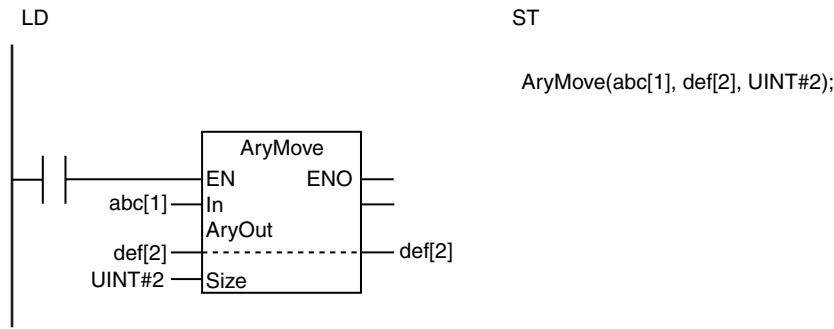 LD
ST
AryMove(abc[1], def[2], UINT#2);
AryMove
EN ENO
abc[1] In
AryOut
def[2] def[2]
UINT#2 Size